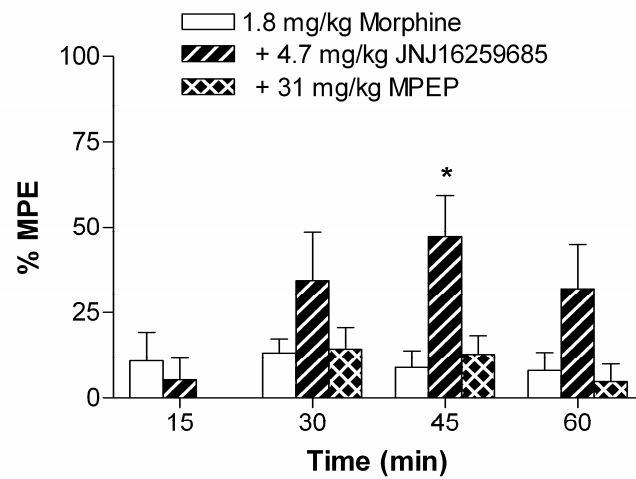 1.8 mg/kg Morphine
+ 4.7 mg/kg JNJ16259685
+ 31 mg/kg MPEP
100
75
50
25
0
% MPE
*
15 30 45 60
Time (min)